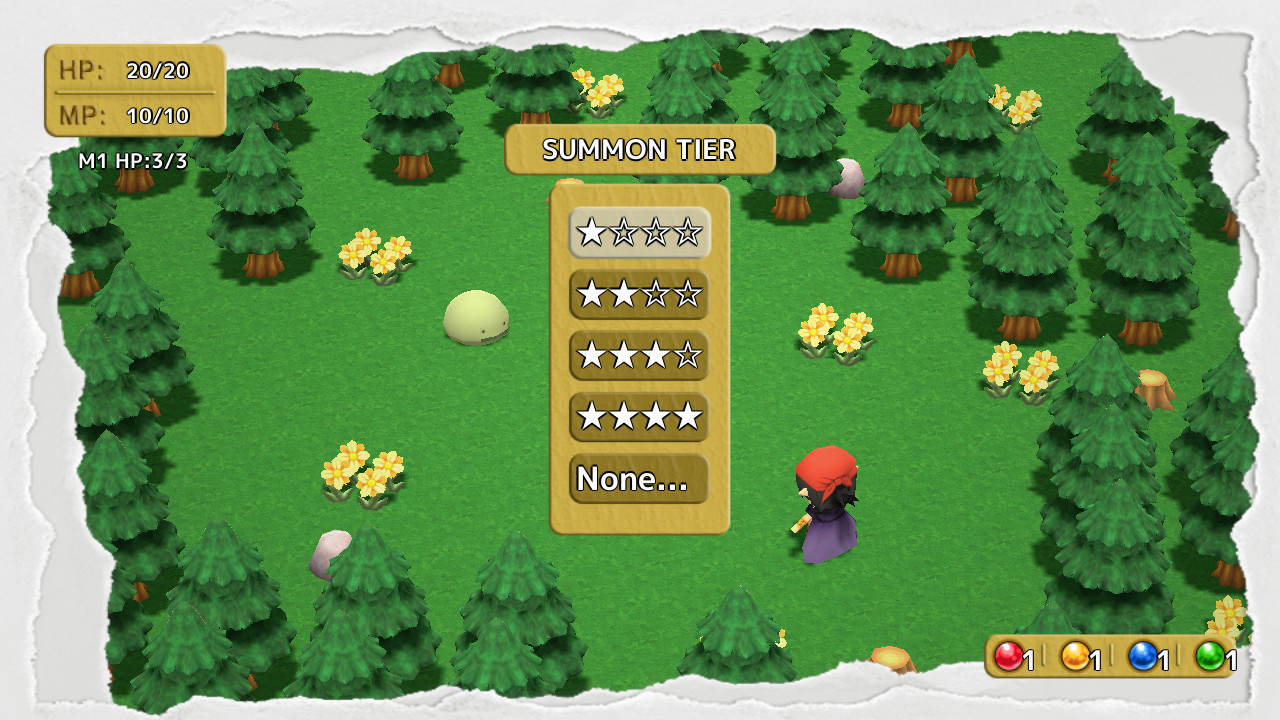 HP: 20/20
MP: 10/10
M1 HP:3/3
SUMMON TIER
★☆☆☆
★★☆☆
★★★☆
★★★★
None...
1 1 1 1